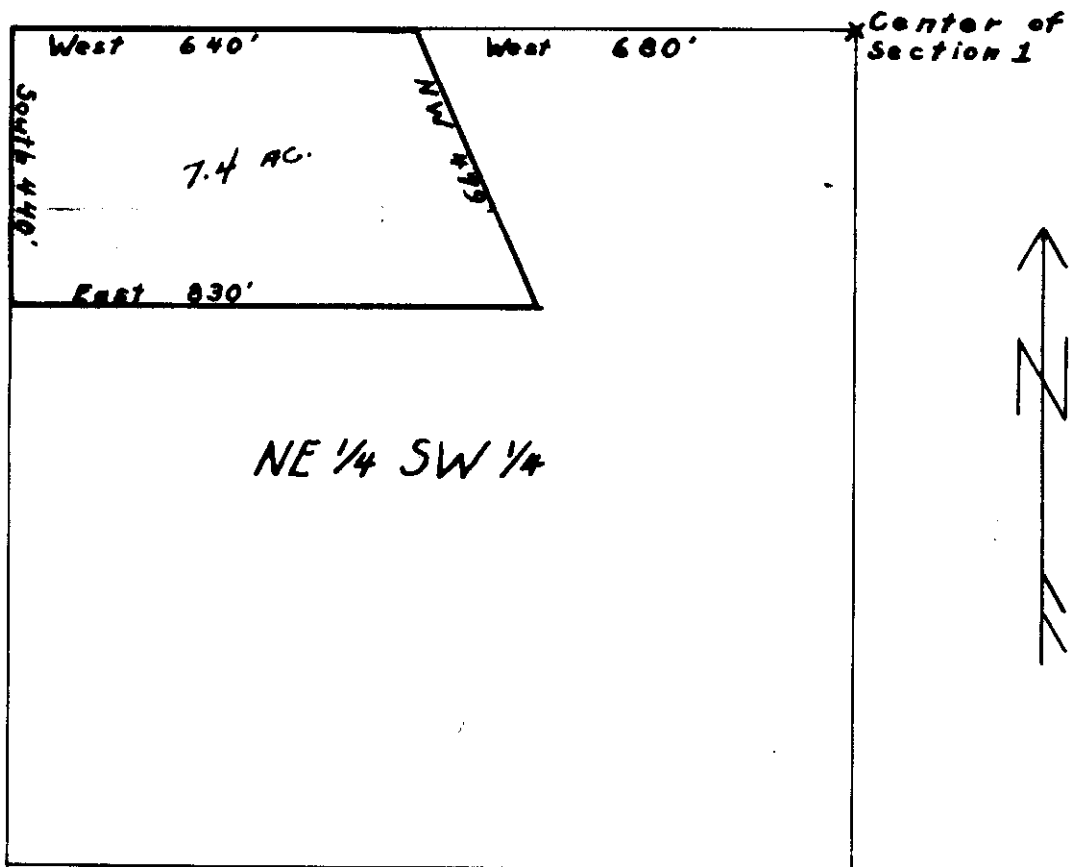 Center of
Section 1
West 640'
West 680'
South 440'
NW 479'
7.4 AC.
East 830'
NE 1/4 SW 1/4
N